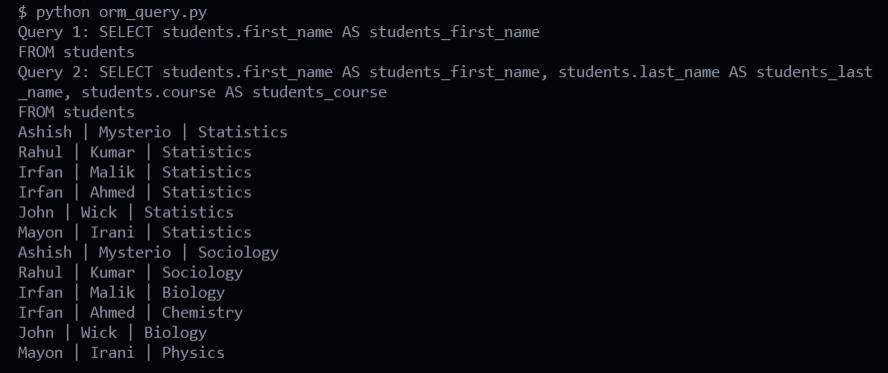 $ python orm_query.py
Query 1: SELECT students.first_name AS students_first_name
FROM students
Query 2: SELECT students.first_name AS students_first_name, students.last_name AS students_last
_name, students.course AS students_course
FROM students
Ashish | Mysterio | Statistics
Rahul | Kumar | Statistics
Irfan | Malik | Statistics
Irfan | Ahmed | Statistics
John | Wick | Statistics
Mayon | Irani | Statistics
Ashish | Mysterio | Sociology
Rahul | Kumar | Sociology
Irfan | Malik | Biology
Irfan | Ahmed | Chemistry
John | Wick | Biology
Mayon | Irani | Physics